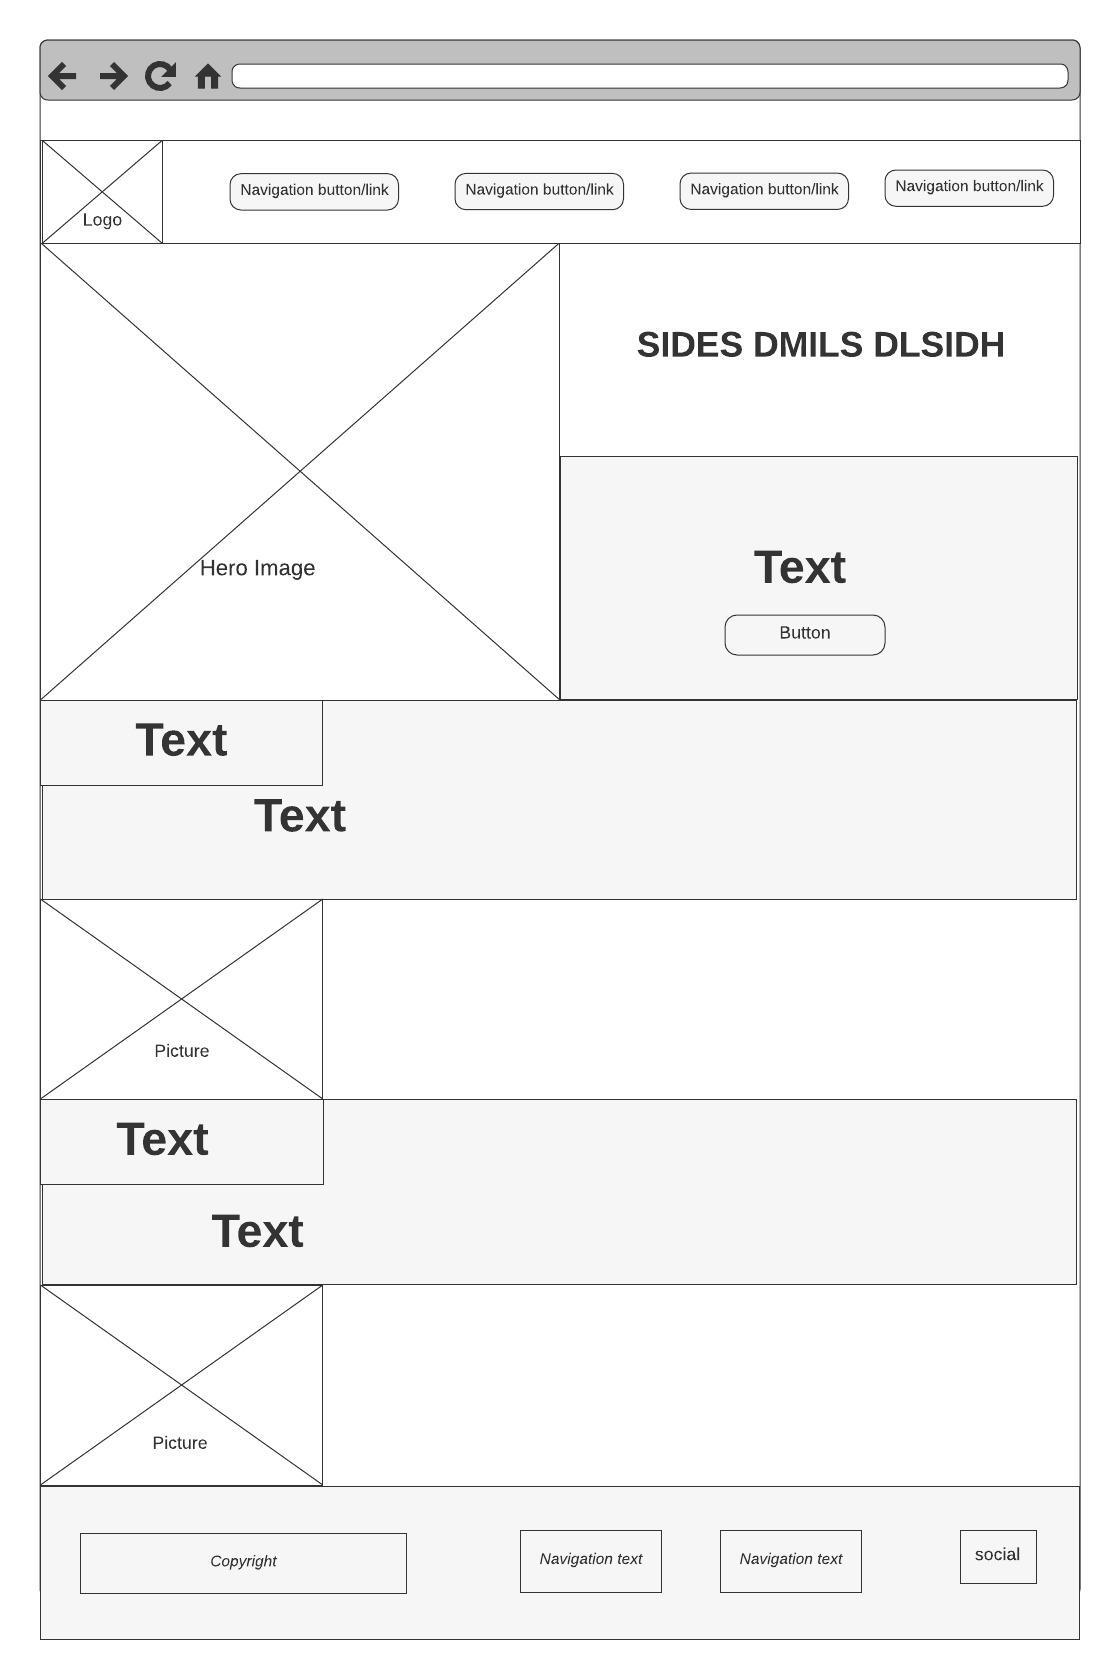 Logo
Navigation button/link
Navigation button/link
Navigation button/link
Navigation button/link
SIDES DMILS DLSIDH
Hero Image
Text
Button
Text
Text
Picture
Text
Text
Picture
Copyright
Navigation text
Navigation text
social